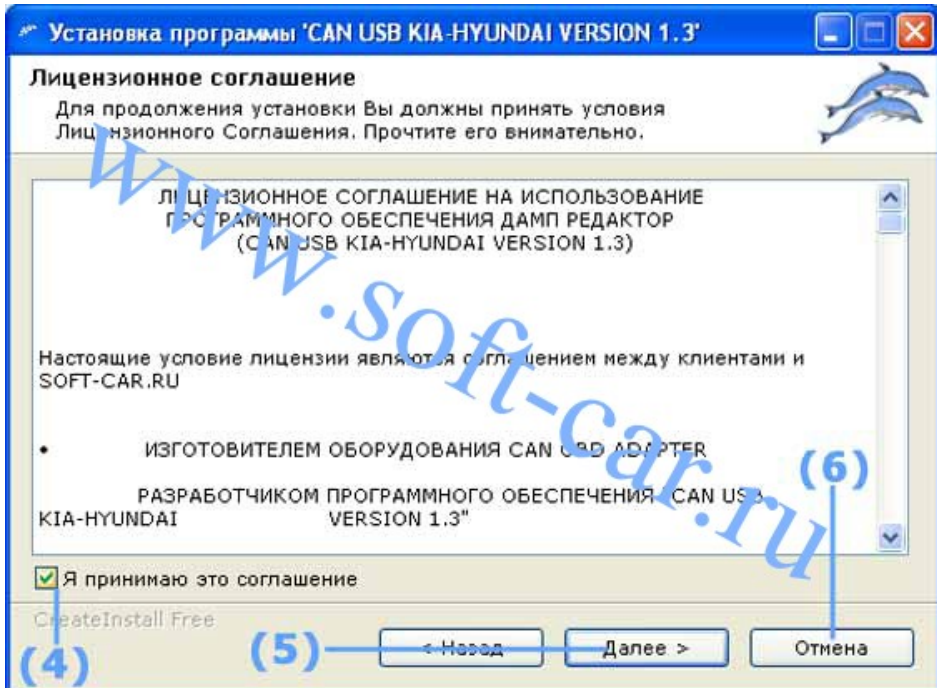 Установка программы 'CAN USB KIA-HYUNDAI VERSION 1.3'
Лицензионное соглашение
Для продолжения установки Вы должны принять условия
Лицензионного Соглашения. Прочтите его внимательно.
ЛИЦЕНЗИОННОЕ СОГЛАШЕНИЕ НА ИСПОЛЬЗОВАНИЕ
ПРОГРАММНОГО ОБЕСПЕЧЕНИЯ ДАМП РЕДАКТОР
(CAN USB KIA-HYUNDAI VERSION 1.3)
www.soft-car.ru
Настоящие условие лицензии являются соглашением между клиентами и
SOFT-CAR.RU
• ИЗГОТОВИТЕЛЕМ ОБОРУДОВАНИЯ CAN OBD ADAPTER
(6)
РАЗРАБОТЧИКОМ ПРОГРАММНОГО ОБЕСПЕЧЕНИЯ "CAN USB
KIA-HYUNDAI VERSION 1.3"
Я принимаю это соглашение
CreateInstall Free
(4)
(5)
< Назад
Далее >
Отмена